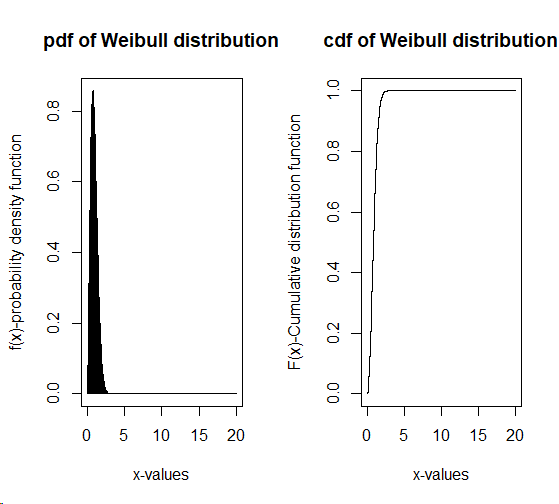 pdf of Weibull distribution
f(x)-probability density function
0.0 0.2 0.4 0.6 0.8
0 5 10 15 20
x-values
cdf of Weibull distribution
F(x)-Cumulative distribution function
0.0 0.2 0.4 0.6 0.8 1.0
0 5 10 15 20
x-values